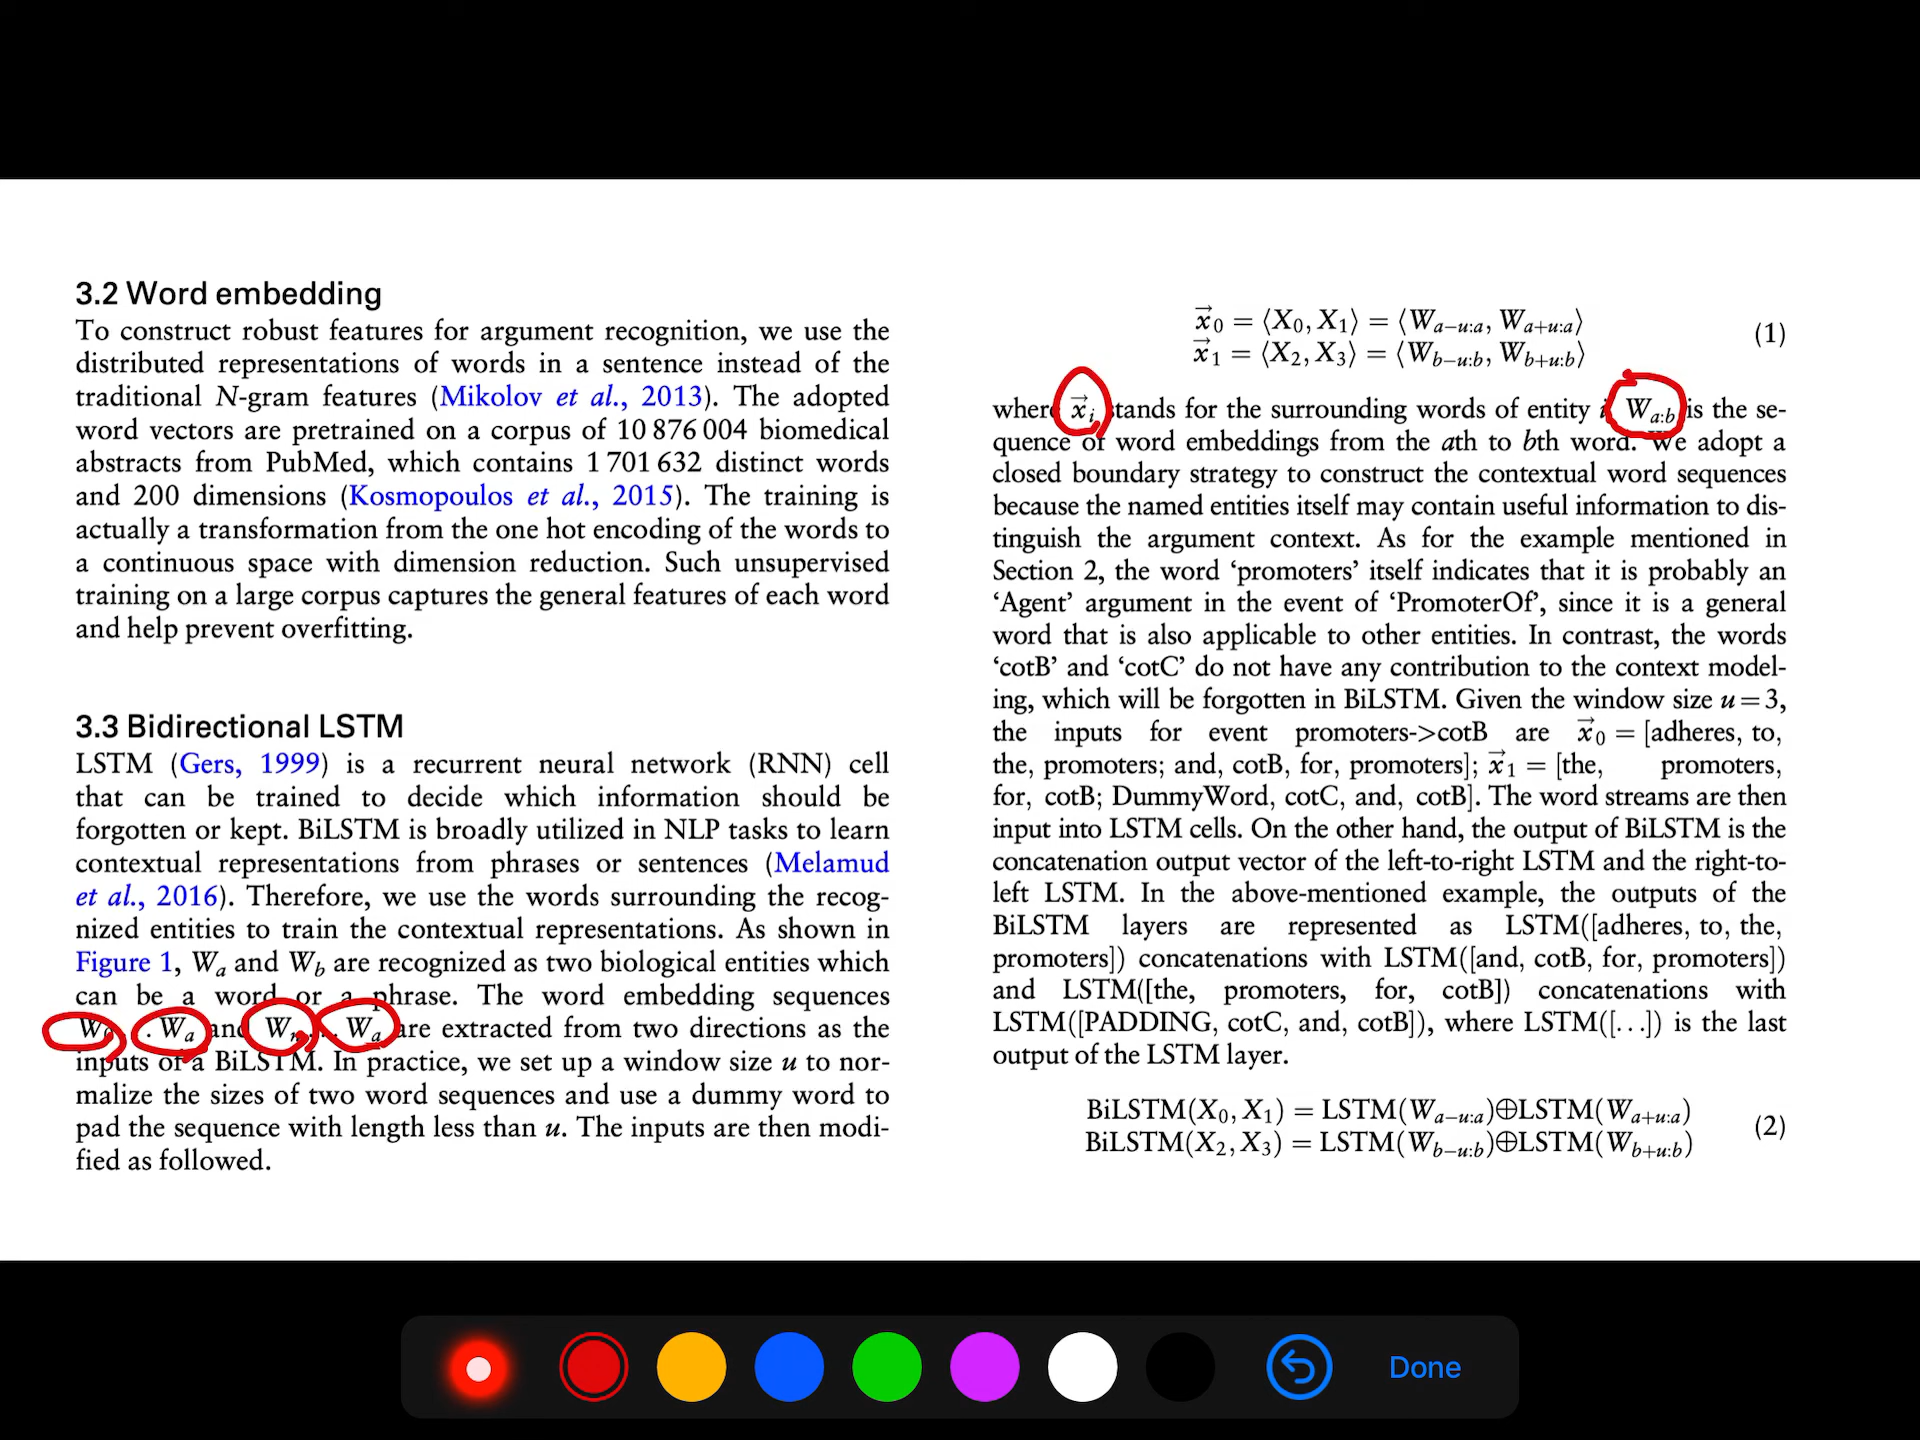 3.2 Word embedding
To construct robust features for argument recognition, we use the
distributed representations of words in a sentence instead of the
traditional N-gram features (Mikolov et al., 2013). The adopted
word vectors are pretrained on a corpus of 10 876 004 biomedical
abstracts from PubMed, which contains 1 701 632 distinct words
and 200 dimensions (Kosmopoulos et al., 2015). The training is
actually a transformation from the one hot encoding of the words to
a continuous space with dimension reduction. Such unsupervised
training on a large corpus captures the general features of each word
and help prevent overfitting.
3.3 Bidirectional LSTM
LSTM (Gers, 1999) is a recurrent neural network (RNN) cell
that can be trained to decide which information should be
forgotten or kept. BiLSTM is broadly utilized in NLP tasks to learn
contextual representations from phrases or sentences (Melamud
et al., 2016). Therefore, we use the words surrounding the recog-
nized entities to train the contextual representations. As shown in
Figure 1, Wa and Wb are recognized as two biological entities which
can be a word or a phrase. The word embedding sequences
. Wa and Wn ... Wa are extracted from two directions as the
inputs of a BiLSTM. In practice, we set up a window size u to nor-
malize the sizes of two word sequences and use a dummy word to
pad the sequence with length less than u. The inputs are then modi-
fied as followed.
x⃗0 = ⟨X0, X1⟩ = ⟨Wa−u:a, Wa+u:a⟩
x⃗1 = ⟨X2, X3⟩ = ⟨Wb−u:b, Wb+u:b⟩
(1)
where x⃗i stands for the surrounding words of entity Wa:b is the se-
quence of word embeddings from the ath to bth word. We adopt a
closed boundary strategy to construct the contextual word sequences
because the named entities itself may contain useful information to dis-
tinguish the argument context. As for the example mentioned in
Section 2, the word ‘promoters’ itself indicates that it is probably an
‘Agent’ argument in the event of ‘PromoterOf’, since it is a general
word that is also applicable to other entities. In contrast, the words
‘cotB’ and ‘cotC’ do not have any contribution to the context model-
ing, which will be forgotten in BiLSTM. Given the window size u = 3,
the inputs for event promoters->cotB are x⃗0 = [adheres, to,
the, promoters; and, cotB, for, promoters]; x⃗1 = [the, promoters,
for, cotB; DummyWord, cotC, and, cotB]. The word streams are then
input into LSTM cells. On the other hand, the output of BiLSTM is the
concatenation output vector of the left-to-right LSTM and the right-to-
left LSTM. In the above-mentioned example, the outputs of the
BiLSTM layers are represented as LSTM([adheres, to, the,
promoters]) concatenations with LSTM([and, cotB, for, promoters])
and LSTM([the, promoters, for, cotB]) concatenations with
LSTM([PADDING, cotC, and, cotB]), where LSTM([...]) is the last
output of the LSTM layer.
BiLSTM(X0, X1) = LSTM(Wa−u:a)⊕LSTM(Wa+u:a)
BiLSTM(X2, X3) = LSTM(Wb−u:b)⊕LSTM(Wb+u:b)
(2)
Done